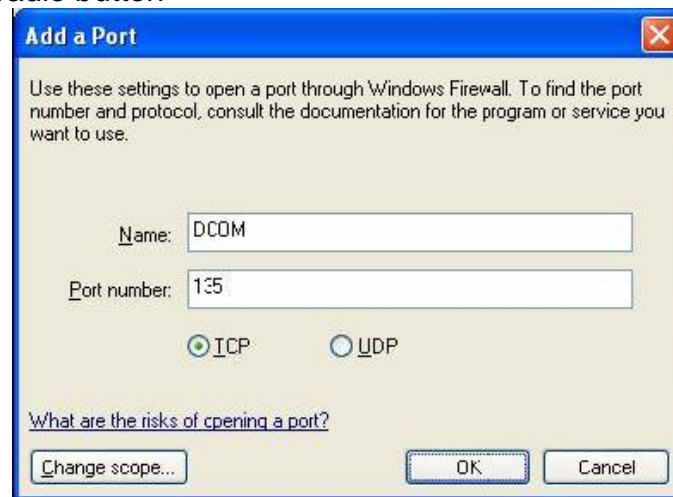 radio button
Add a Port
Use these settings to open a port through Windows Firewall. To find the port
number and protocol, consult the documentation for the program or service you
want to use.
Name: DCOM
Port number: 135
TCP UDP
What are the risks of opening a port?
Change scope... OK Cancel